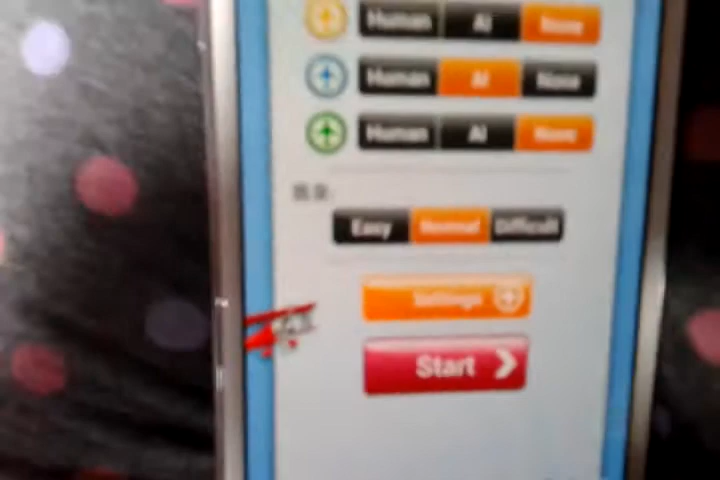 Human AI None
Human AI None
Human AI None
Easy Normal Difficult
Settings
Start